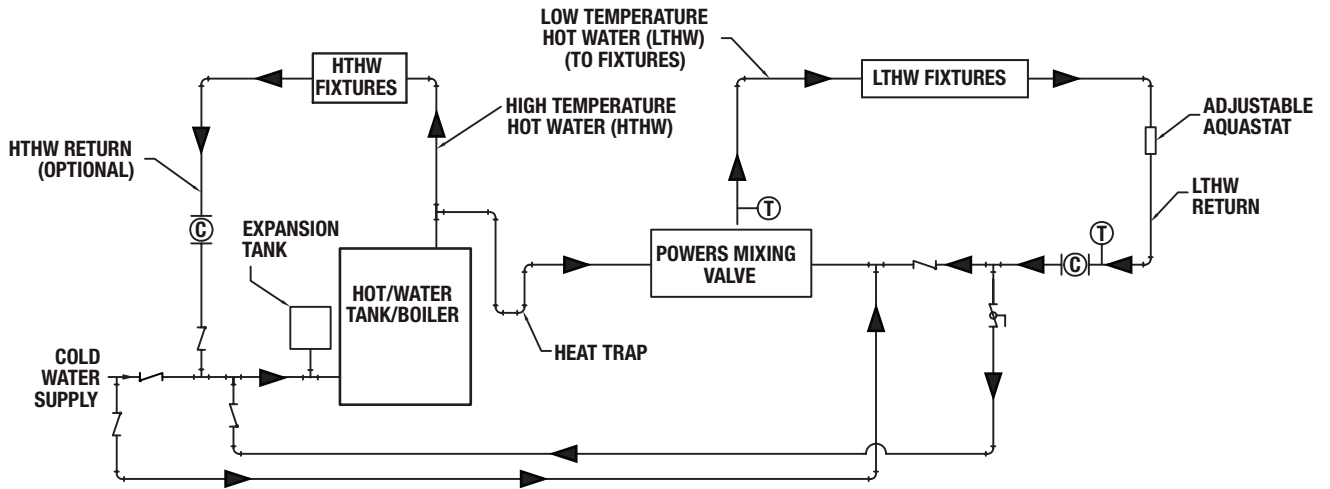 LOW TEMPERATURE
HOT WATER (LTHW)
(TO FIXTURES)
HTHW
FIXTURES
LTHW FIXTURES
HIGH TEMPERATURE
HOT WATER (HTHW)
ADJUSTABLE
AQUASTAT
HTHW RETURN
(OPTIONAL)
LTHW
RETURN
T
C
EXPANSION
TANK
T
POWERS MIXING
VALVE
C
HOT/WATER
TANK/BOILER
HEAT TRAP
COLD
WATER
SUPPLY